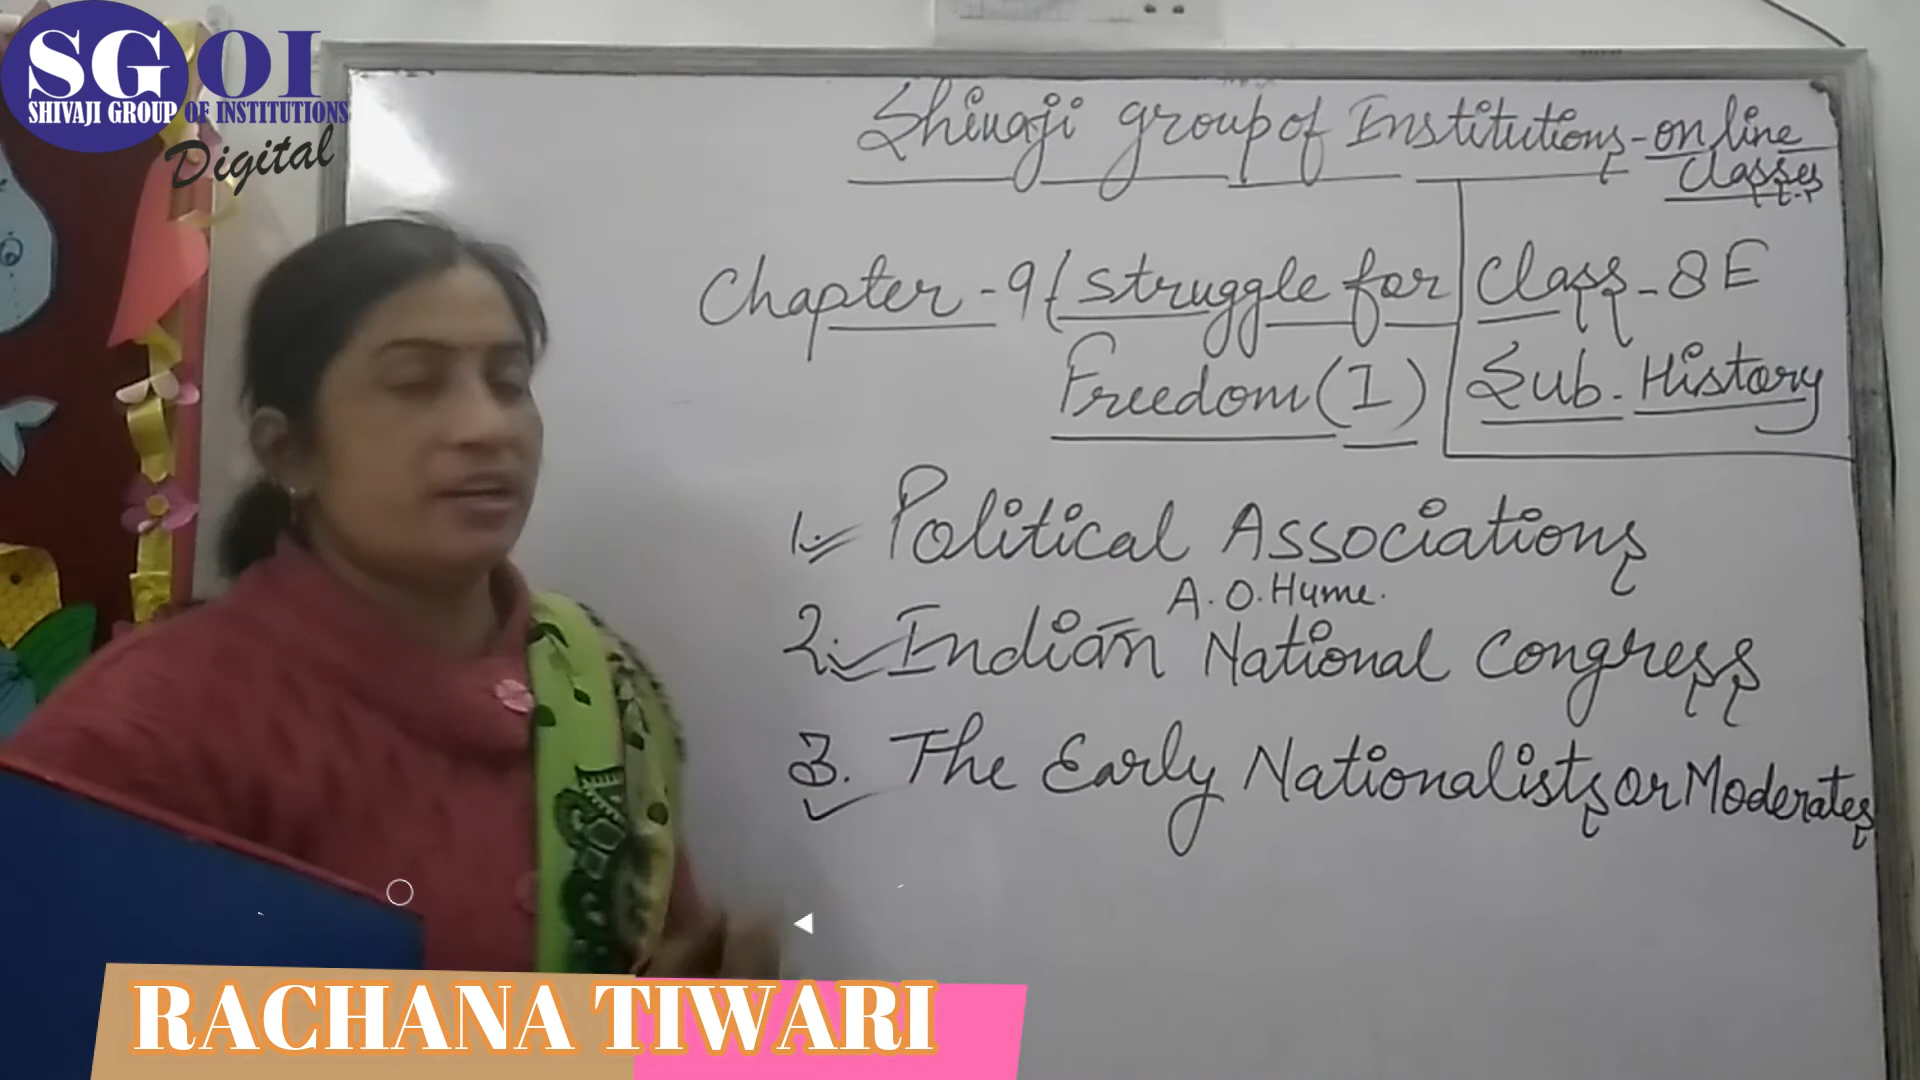 SGOI
SHIVAJI GROUP OF INSTITUTIONS
Digital
Shivaji group of Institutions - online
Classes
Chapter - 9 ( Struggle for
Freedom (I)
Class - 8 E
Sub. History
1. Political Associations
A. O. Hume.
2. Indian National Congress
3. The Early Nationalists or Moderates
RACHANA TIWARI